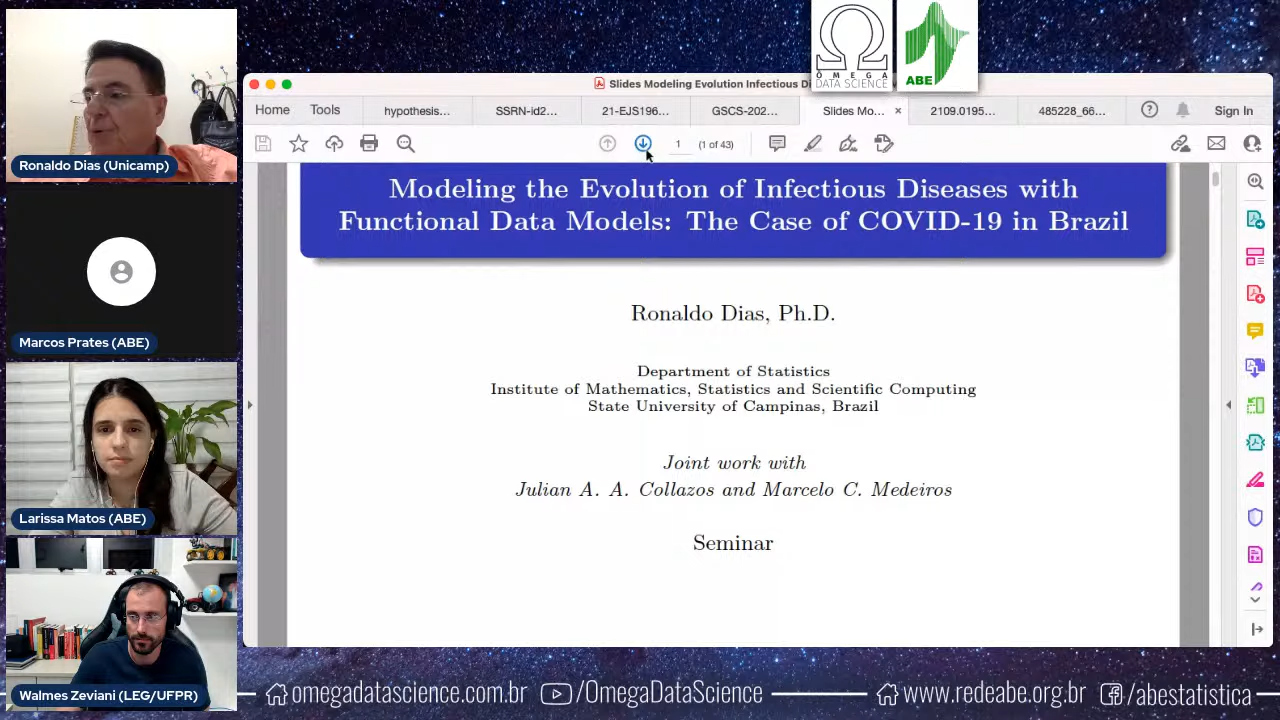 Ronaldo Dias (Unicamp)
Marcos Prates (ABE)
Larissa Matos (ABE)
Walmes Zeviani (LEG/UFPR)
Ω
OMEGA
DATA SCIENCE
ABE
Slides Modeling Evolution Infectious Di
Home
Tools
hypothesis...
SSRN-id2...
21-EJS196...
GSCS-202...
Slides Mo...
×
2109.0195...
485228_66...
Sign In
1
(1 of 43)
Modeling the Evolution of Infectious Diseases with
Functional Data Models: The Case of COVID-19 in Brazil
Ronaldo Dias, Ph.D.
Department of Statistics
Institute of Mathematics, Statistics and Scientific Computing
State University of Campinas, Brazil
Joint work with
Julian A. A. Collazos and Marcelo C. Medeiros
Seminar
omegadatascience.com.br
/OmegaDataScience
www.redeabe.org.br
/abestatistica